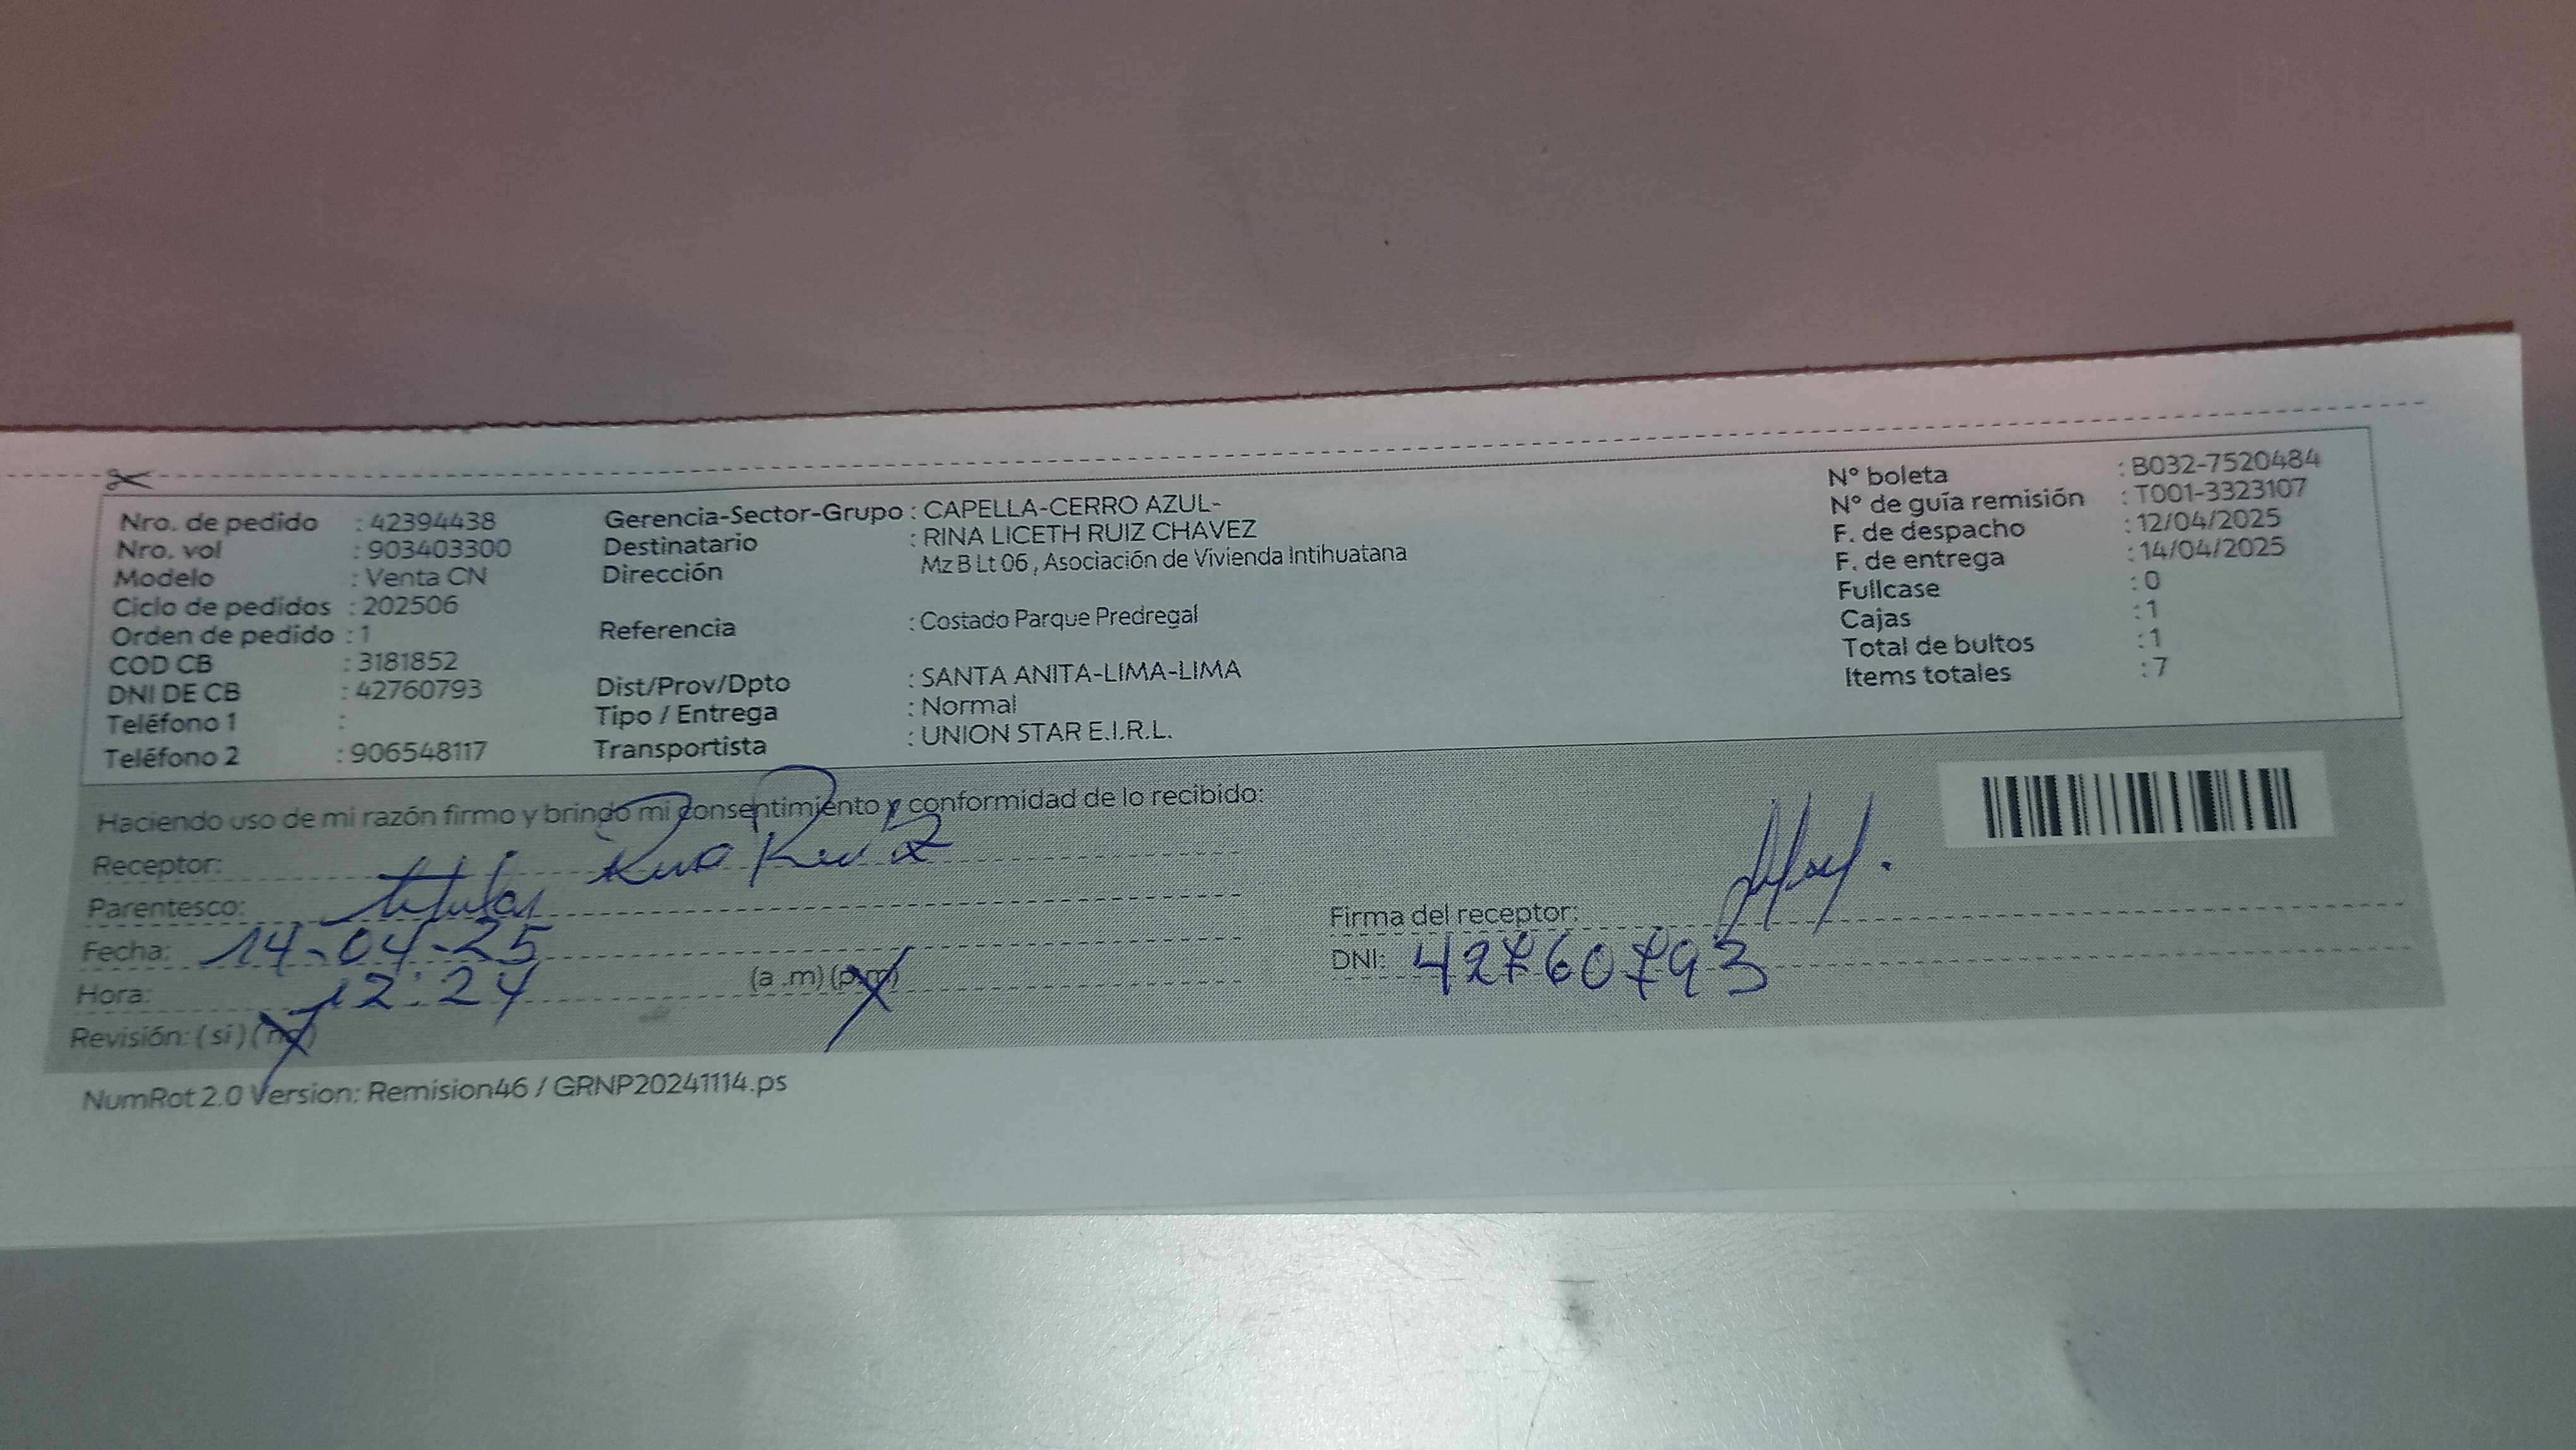 Nro. de pedido : 42394438
Nro. vol : 903403300
Modelo : Venta CN
Ciclo de pedidos : 202506
Orden de pedido : 1
COD CB : 3181852
DNI DE CB : 42760793
Teléfono 1 :
Teléfono 2 : 906548117
Gerencia-Sector-Grupo : CAPELLA-CERRO AZUL-
Destinatario : RINA LICETH RUIZ CHAVEZ
Dirección Mz B Lt 06 , Asociación de Vivienda Intihuatana
Referencia : Costado Parque Predregal
Dist/Prov/Dpto : SANTA ANITA-LIMA-LIMA
Tipo / Entrega : Normal
Transportista : UNION STAR E.I.R.L.
N° boleta : B032-7520484
N° de guía remisión : T001-3323107
F. de despacho : 12/04/2025
F. de entrega : 14/04/2025
Fullcase : 0
Cajas : 1
Total de bultos : 1
Items totales : 7
Haciendo uso de mi razón firmo y brindo mi consentimiento y conformidad de lo recibido:
Receptor: Rina Ruiz
Parentesco: titular
Fecha: 14-04-25
Hora: 12:24 (a .m) (p.m)
Revisión: ( si ) ( no )
Firma del receptor:
DNI: 42760793
NumRot 2.0 Version: Remision46 / GRNP20241114.ps